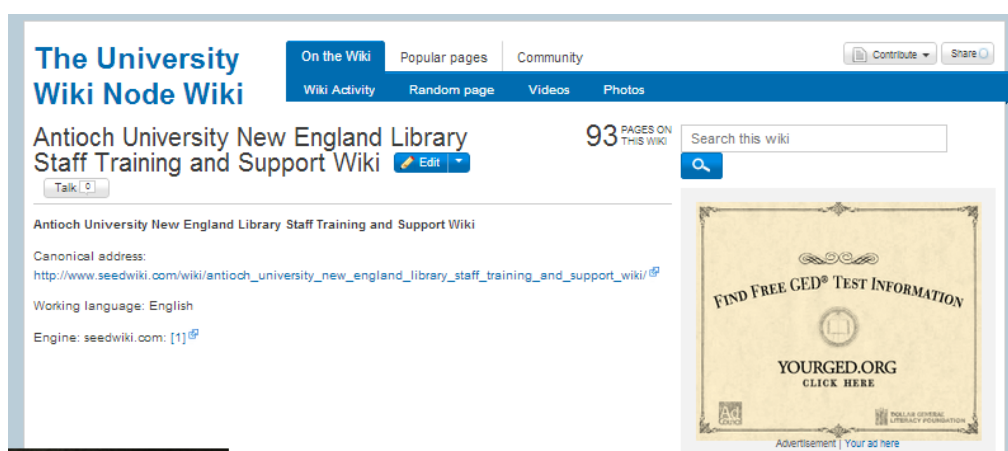 The University
Wiki Node Wiki
On the Wiki
Popular pages
Community
Contribute
Share
Wiki Activity
Random page
Videos
Photos
Antioch University New England Library
Staff Training and Support Wiki
Edit
93 PAGES ON
THIS WIKI
Talk 0
Search this wiki
Antioch University New England Library Staff Training and Support Wiki
Canonical address:
http://www.seedwiki.com/wiki/antioch_university_new_england_library_staff_training_and_support_wiki/
Working language: English
Engine: seedwiki.com: [1]
FIND FREE GED® TEST INFORMATION
YOURGED.ORG
CLICK HERE
Ad
Council
DOLLAR GENERAL
LITERACY FOUNDATION
Advertisement | Your ad here